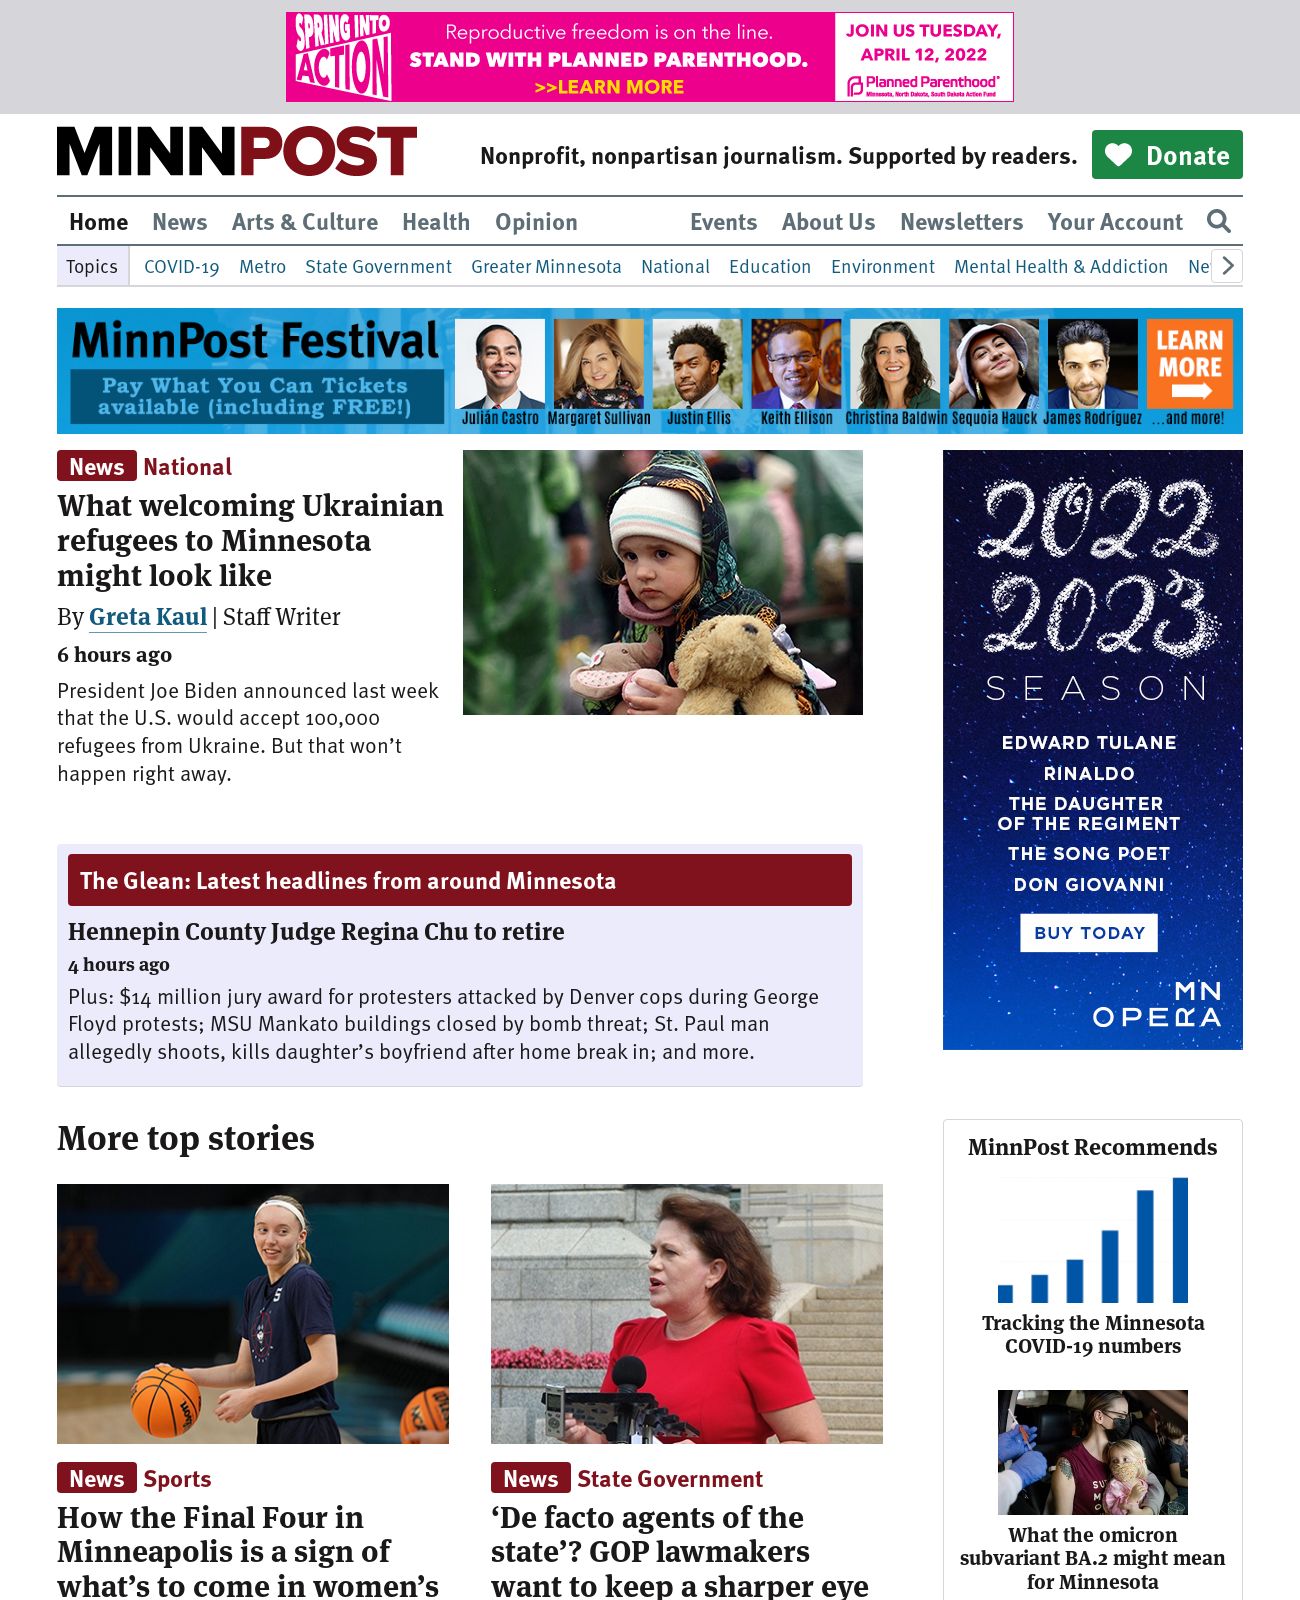 SPRING INTO
ACTION
Reproductive freedom is on the line.
STAND WITH PLANNED PARENTHOOD.
>>LEARN MORE
JOIN US TUESDAY,
APRIL 12, 2022
Planned Parenthood
Minnesota, North Dakota, South Dakota Action Fund
MINNPOST
Nonprofit, nonpartisan journalism. Supported by readers.
Donate
Home News Arts & Culture Health Opinion Events About Us Newsletters Your Account
Topics COVID-19 Metro State Government Greater Minnesota National Education Environment Mental Health & Addiction Ne
MinnPost Festival
Pay What You Can Tickets
available (including FREE!)
Julián Castro Margaret Sullivan Justin Ellis Keith Ellison Christina Baldwin Sequoia Hauck James Rodríguez
LEARN
MORE
...and more!
News National
What welcoming Ukrainian
refugees to Minnesota
might look like
By Greta Kaul | Staff Writer
6 hours ago
President Joe Biden announced last week
that the U.S. would accept 100,000
refugees from Ukraine. But that won’t
happen right away.
2022
2023
SEASON
EDWARD TULANE
RINALDO
THE DAUGHTER
OF THE REGIMENT
THE SONG POET
DON GIOVANNI
BUY TODAY
MN
OPERA
The Glean: Latest headlines from around Minnesota
Hennepin County Judge Regina Chu to retire
4 hours ago
Plus: $14 million jury award for protesters attacked by Denver cops during George
Floyd protests; MSU Mankato buildings closed by bomb threat; St. Paul man
allegedly shoots, kills daughter’s boyfriend after home break in; and more.
More top stories
News Sports
How the Final Four in
Minneapolis is a sign of
what’s to come in women’s
News State Government
‘De facto agents of the
state’? GOP lawmakers
want to keep a sharper eye
MinnPost Recommends
Tracking the Minnesota
COVID-19 numbers
What the omicron
subvariant BA.2 might mean
for Minnesota